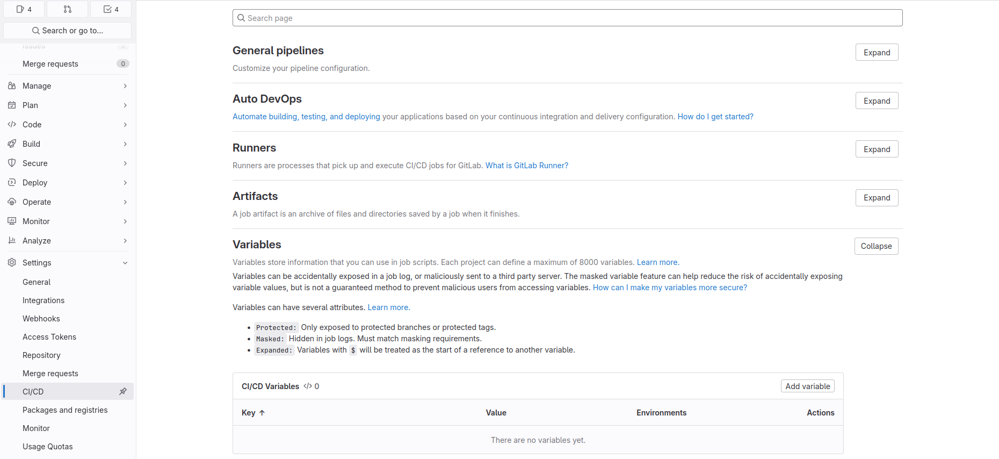 4
4
Search or go to...
Issues 0
Merge requests 0
Manage
Plan
Code
Build
Secure
Deploy
Operate
Monitor
Analyze
Settings
General
Integrations
Webhooks
Access Tokens
Repository
Merge requests
CI/CD
Packages and registries
Monitor
Usage Quotas
Search page
General pipelines
Expand
Customize your pipeline configuration.
Auto DevOps
Expand
Automate building, testing, and deploying your applications based on your continuous integration and delivery configuration. How do I get started?
Runners
Expand
Runners are processes that pick up and execute CI/CD jobs for GitLab. What is GitLab Runner?
Artifacts
Expand
A job artifact is an archive of files and directories saved by a job when it finishes.
Variables
Collapse
Variables store information that you can use in job scripts. Each project can define a maximum of 8000 variables. Learn more.
Variables can be accidentally exposed in a job log, or maliciously sent to a third party server. The masked variable feature can help reduce the risk of accidentally exposing
variable values, but is not a guaranteed method to prevent malicious users from accessing variables. How can I make my variables more secure?
Variables can have several attributes. Learn more.
• Protected: Only exposed to protected branches or protected tags.
• Masked: Hidden in job logs. Must match masking requirements.
• Expanded: Variables with $ will be treated as the start of a reference to another variable.
CI/CD Variables </> 0
Add variable
Key ↑ Value Environments Actions
There are no variables yet.